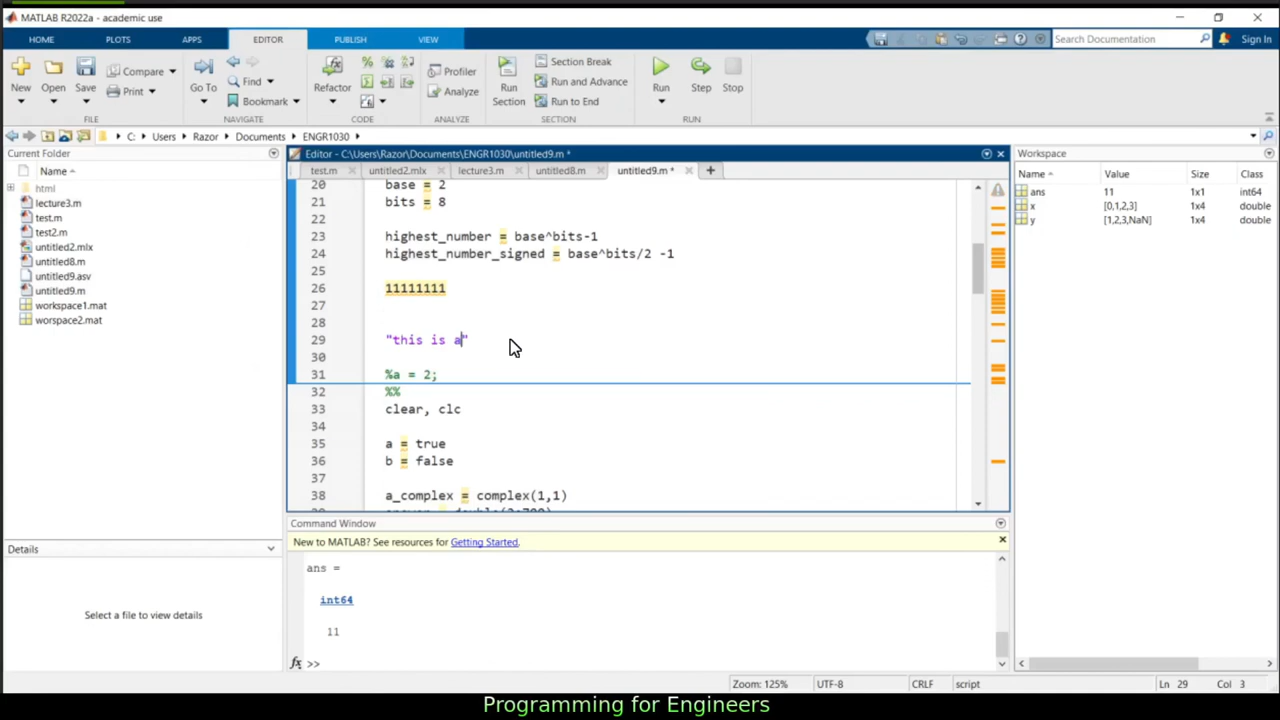 MATLAB R2022a - academic use
HOME PLOTS APPS EDITOR PUBLISH VIEW Search Documentation Sign In
New Open Save Compare Print Go To Find Bookmark Refactor Profiler Analyze Run Section Section Break Run and Advance Run to End Run Step Stop
FILE NAVIGATE CODE ANALYZE SECTION RUN
C: Users Razor Documents ENGR1030
Current Folder
Name
html
lecture3.m
test.m
test2.m
untitled2.mlx
untitled8.m
untitled9.asv
untitled9.m
workspace1.mat
worspace2.mat
Details
Select a file to view details
Editor - C:\Users\Razor\Documents\ENGR1030\untitled9.m *
test.m untitled2.mlx lecture3.m untitled8.m untitled9.m *
20 base = 2
21 bits = 8
22
23 highest_number = base^bits-1
24 highest_number_signed = base^bits/2 -1
25
26 11111111
27
28
29 "this is a"
30
31 %a = 2;
32 %%
33 clear, clc
34
35 a = true
36 b = false
37
38 a_complex = complex(1,1)
Command Window
New to MATLAB? See resources for Getting Started.
ans =
int64
11
fx >>
Workspace
Name Value Size Class
ans 11 1x1 int64
x [0,1,2,3] 1x4 double
y [1,2,3,NaN] 1x4 double
Zoom: 125% UTF-8 CRLF script Ln 29 Col 3
Programming for Engineers